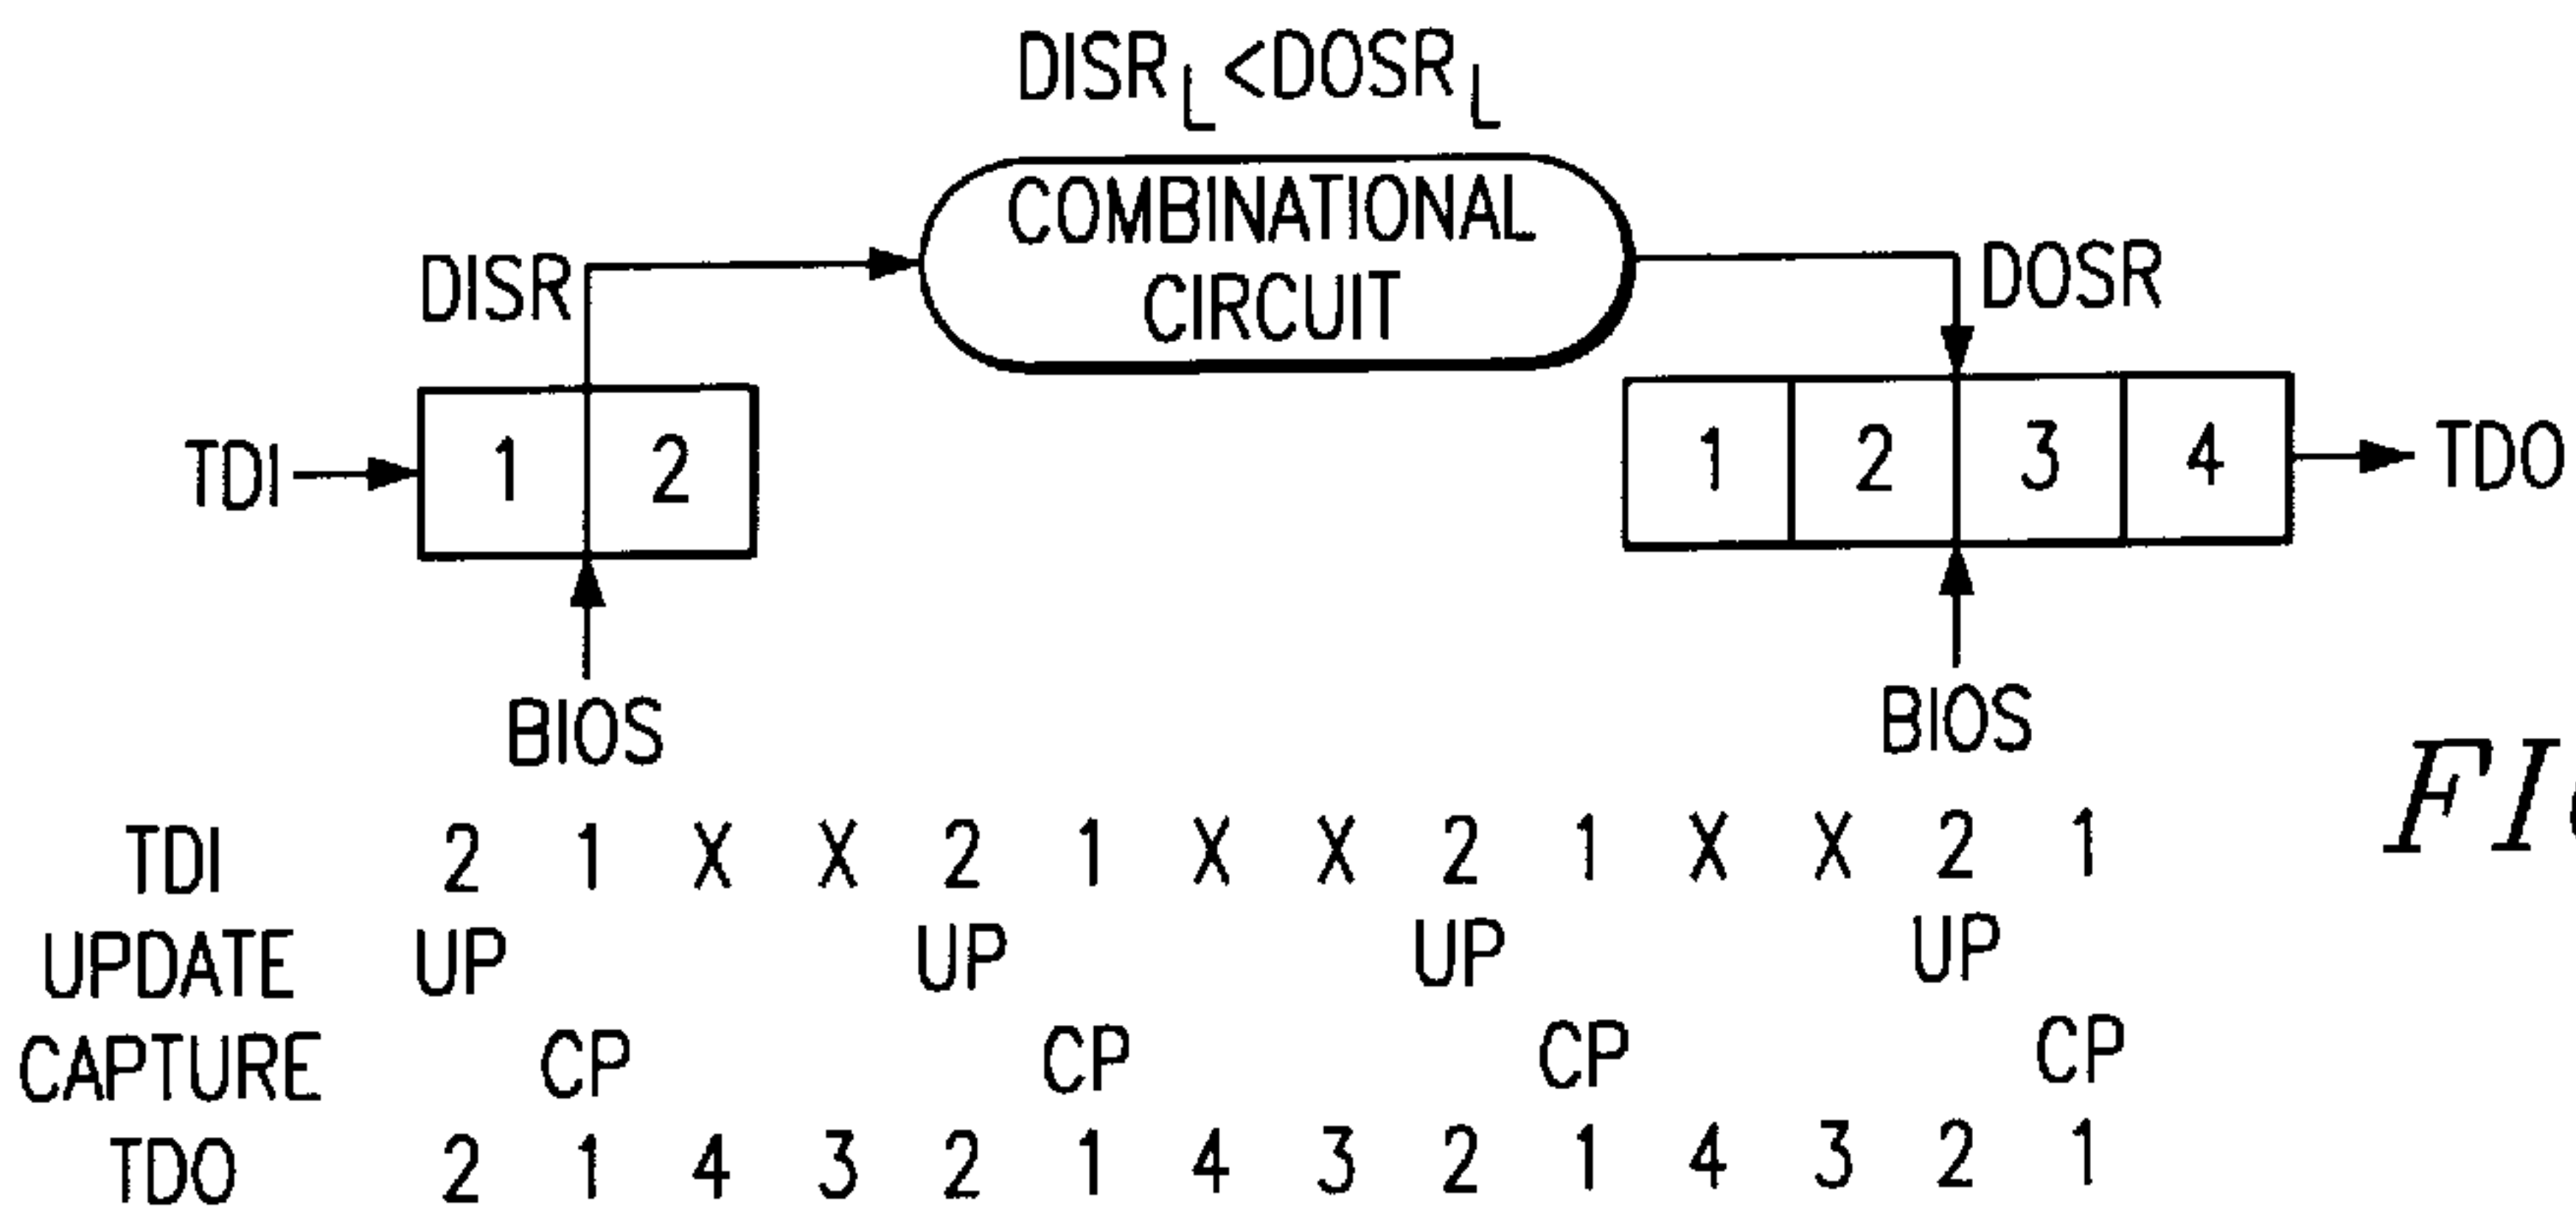 DISR L <DOSR L
COMBINATIONAL
CIRCUIT
DISR
DOSR
TDI
1 2
1 2 3 4
TDO
BIOS
BIOS
TDI 2 1 X X 2 1 X X 2 1 X X 2 1
UPDATE UP UP UP UP
CAPTURE CP CP CP CP
TDO 2 1 4 3 2 1 4 3 2 1 4 3 2 1